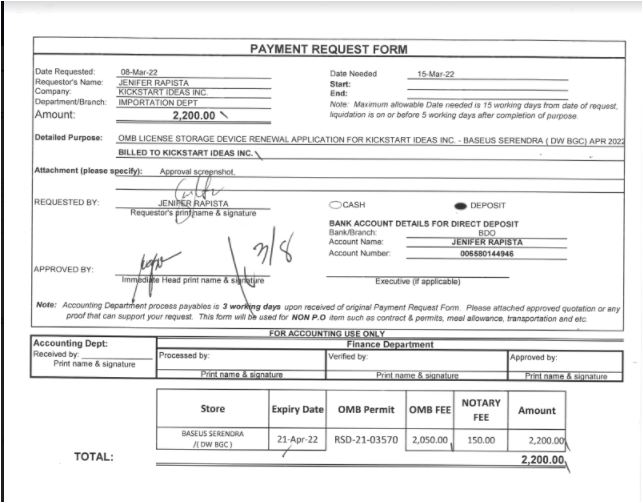 PAYMENT REQUEST FORM
Date Requested: 08-Mar-22 Date Needed 15-Mar-22
Requestor's Name: JENIFER RAPISTA Start:
Company: KICKSTART IDEAS INC. End:
Department/Branch: IMPORTATION DEPT Note: Maximum allowable Date needed is 15 working days from date of request,
Amount: 2,200.00 liquidation is on or before 5 working days after completion of purpose.
Detailed Purpose: OMB LICENSE STORAGE DEVICE RENEWAL APPLICATION FOR KICKSTART IDEAS INC. - BASEUS SERENDRA ( DW BGC) APR 2022
BILLED TO KICKSTART IDEAS INC.
Attachment (please specify): Approval screenshot,
REQUESTED BY: JENIFER RAPISTA CASH DEPOSIT
Requestor's print name & signature
BANK ACCOUNT DETAILS FOR DIRECT DEPOSIT
Bank/Branch: BDO
Account Name: JENIFER RAPISTA
Account Number: 006580144946
3/8
APPROVED BY:
Immediate Head print name & signature Executive (if applicable)
Note: Accounting Department process payables is 3 working days upon received of original Payment Request Form. Please attached approved quotation or any
proof that can support your request. This form will be used for NON P.O item such as contract & permits, meal allowance, transportation and etc.
FOR ACCOUNTING USE ONLY
Accounting Dept: Finance Department
Received by: Processed by: Verified by: Approved by:
Print name & signature Print name & signature Print name & signature Print name & signature
Store Expiry Date OMB Permit OMB FEE NOTARY FEE Amount
BASEUS SERENDRA /( DW BGC ) 21-Apr-22 RSD-21-03570 2,050.00 150.00 2,200.00
TOTAL: 2,200.00